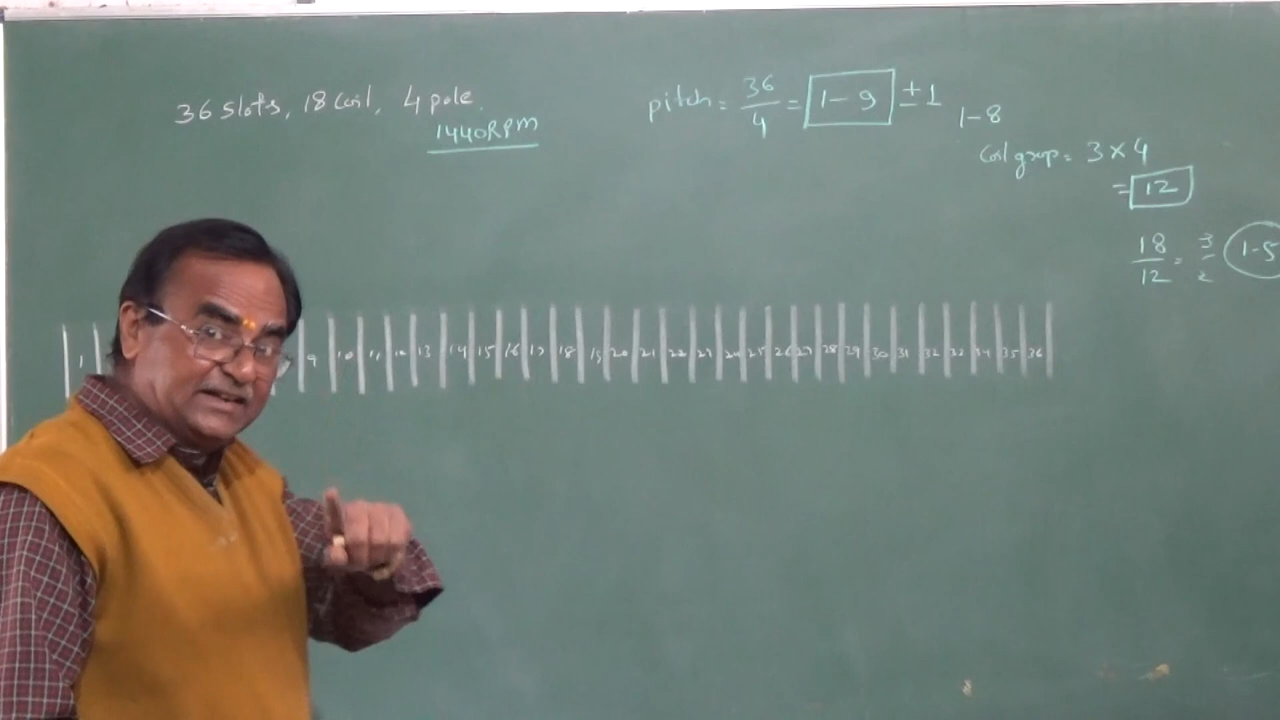 36 Slots, 18 Coil, 4 pole.
1440RPM
pitch = 36/4 = 1-9 ±1
1-8
Coil group = 3 × 4
= 12
18/12 = 3 2 1-5
1 9 10 11 12 13 14 15 16 17 18 19 20 21 22 23 24 25 26 27 28 29 30 31 32 33 34 35 36